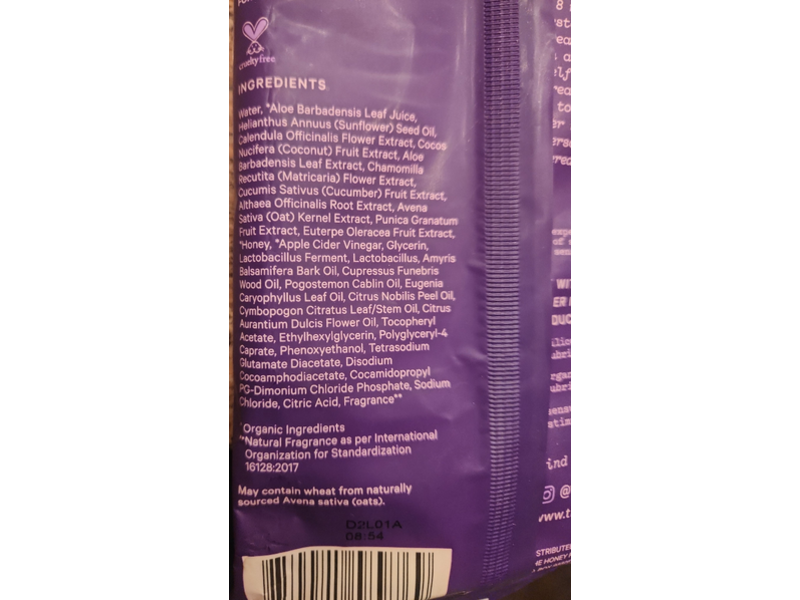 cruelty free
INGREDIENTS
Water, *Aloe Barbadensis Leaf Juice,
Helianthus Annuus (Sunflower) Seed Oil,
Calendula Officinalis Flower Extract, Cocos
Nucifera (Coconut) Fruit Extract, Aloe
Barbadensis Leaf Extract, Chamomilla
Recutita (Matricaria) Flower Extract,
Cucumis Sativus (Cucumber) Fruit Extract,
Althaea Officinalis Root Extract, Avena
Sativa (Oat) Kernel Extract, Punica Granatum
Fruit Extract, Euterpe Oleracea Fruit Extract,
*Honey, *Apple Cider Vinegar, Glycerin,
Lactobacillus Ferment, Lactobacillus, Amyris
Balsamifera Bark Oil, Cupressus Funebris
Wood Oil, Pogostemon Cablin Oil, Eugenia
Caryophyllus Leaf Oil, Citrus Nobilis Peel Oil,
Cymbopogon Citratus Leaf/Stem Oil, Citrus
Aurantium Dulcis Flower Oil, Tocopheryl
Acetate, Ethylhexylglycerin, Polyglyceryl-4
Caprate, Phenoxyethanol, Tetrasodium
Glutamate Diacetate, Disodium
Cocoamphodiacetate, Cocamidopropyl
PG-Dimonium Chloride Phosphate, Sodium
Chloride, Citric Acid, Fragrance**
*Organic Ingredients
**Natural Fragrance as per International
Organization for Standardization
16128:2017
May contain wheat from naturally
sourced Avena sativa (oats).
D2L01A
08:54
8
to
WI
ind
@
www.t
HONEY